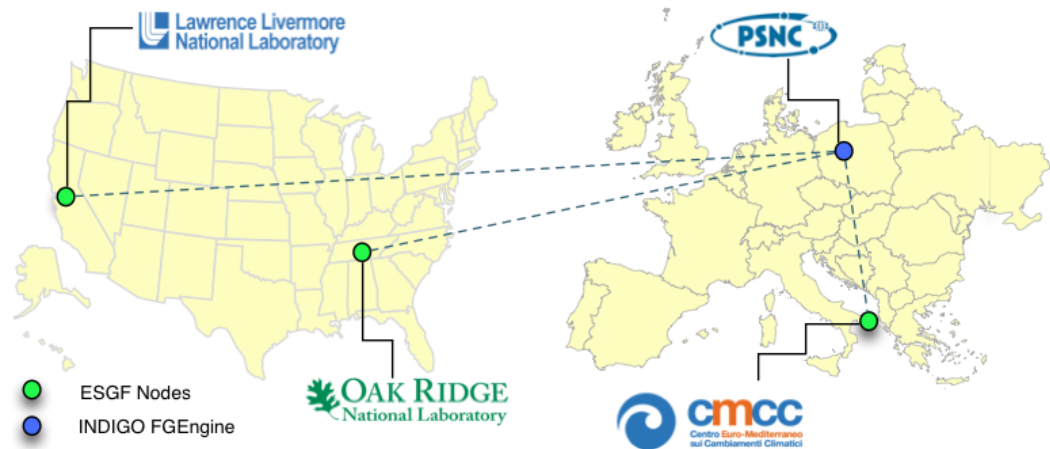 Lawrence Livermore
National Laboratory
PSNC
OAK RIDGE
National Laboratory
cmcc
Centro Euro-Mediterraneo
sui Cambiamenti Climatici
ESGF Nodes
INDIGO FGEngine